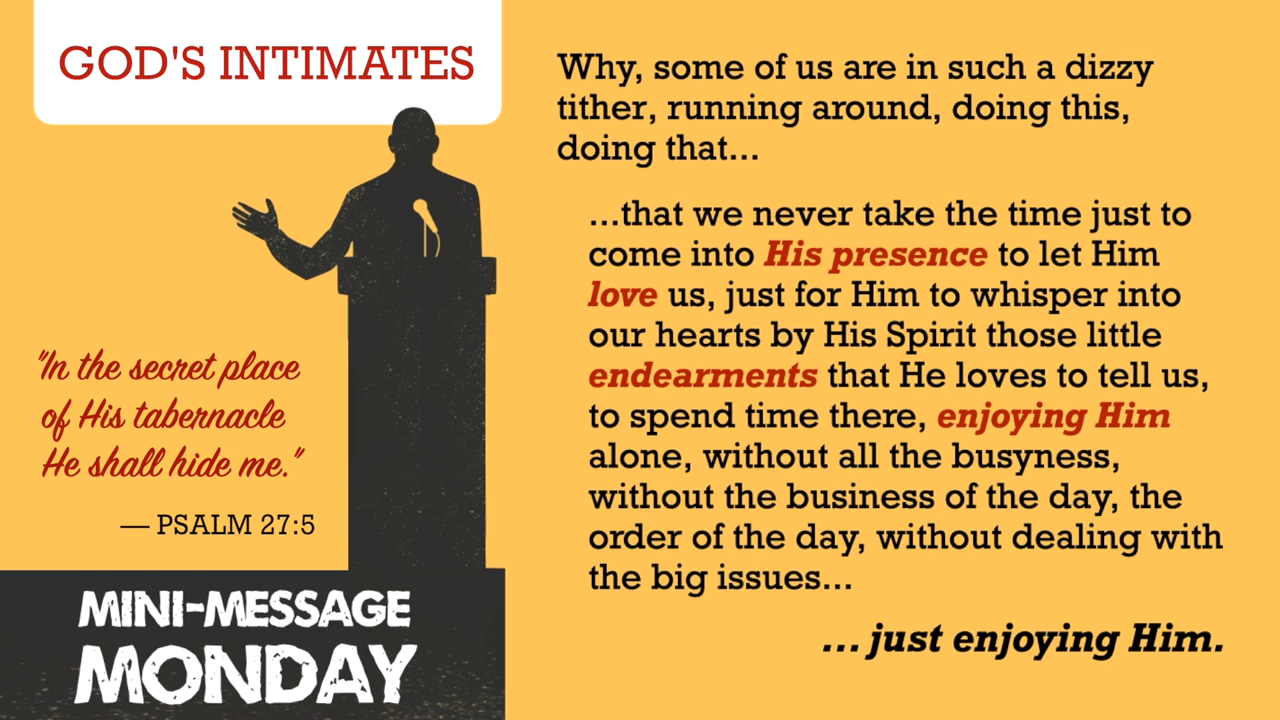 GOD'S INTIMATES
"In the secret place
of His tabernacle
He shall hide me."
— PSALM 27:5
MINI-MESSAGE
MONDAY
Why, some of us are in such a dizzy
tither, running around, doing this,
doing that...
...that we never take the time just to
come into His presence to let Him
love us, just for Him to whisper into
our hearts by His Spirit those little
endearments that He loves to tell us,
to spend time there, enjoying Him
alone, without all the busyness,
without the business of the day, the
order of the day, without dealing with
the big issues...
... just enjoying Him.